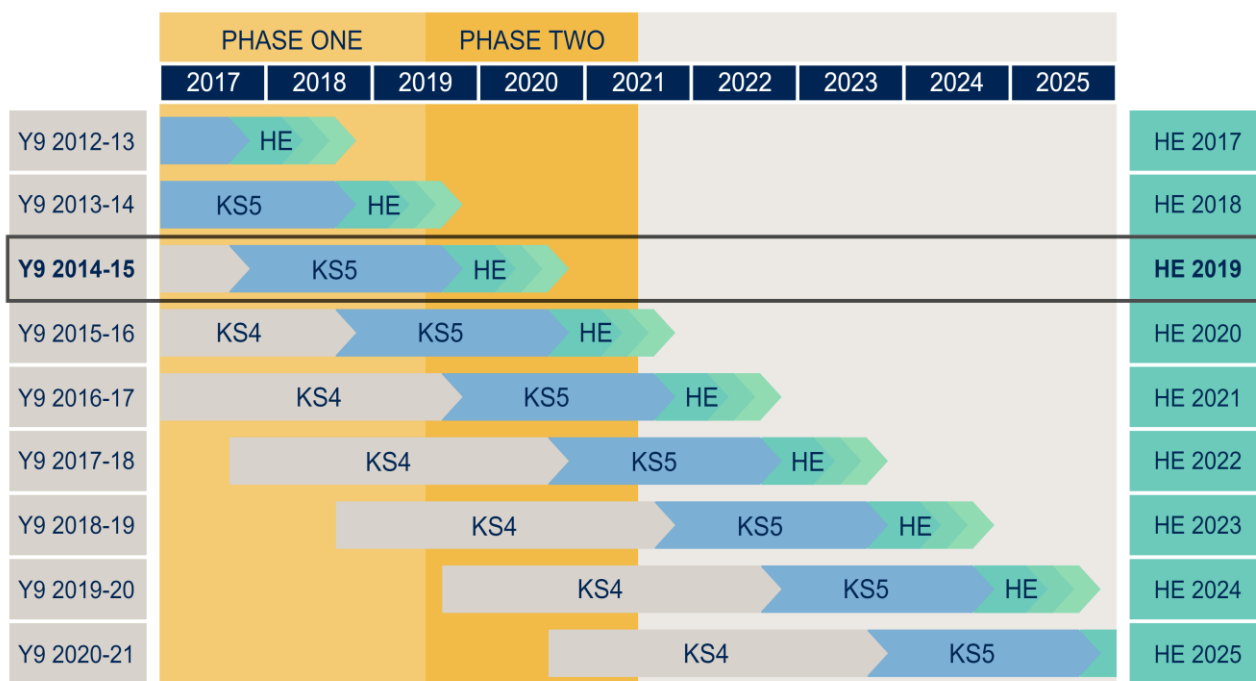 PHASE ONE PHASE TWO
2017 2018 2019 2020 2021 2022 2023 2024 2025
Y9 2012-13 HE HE 2017
Y9 2013-14 KS5 HE HE 2018
Y9 2014-15 KS5 HE HE 2019
Y9 2015-16 KS4 KS5 HE HE 2020
Y9 2016-17 KS4 KS5 HE HE 2021
Y9 2017-18 KS4 KS5 HE HE 2022
Y9 2018-19 KS4 KS5 HE HE 2023
Y9 2019-20 KS4 KS5 HE HE 2024
Y9 2020-21 KS4 KS5 HE 2025